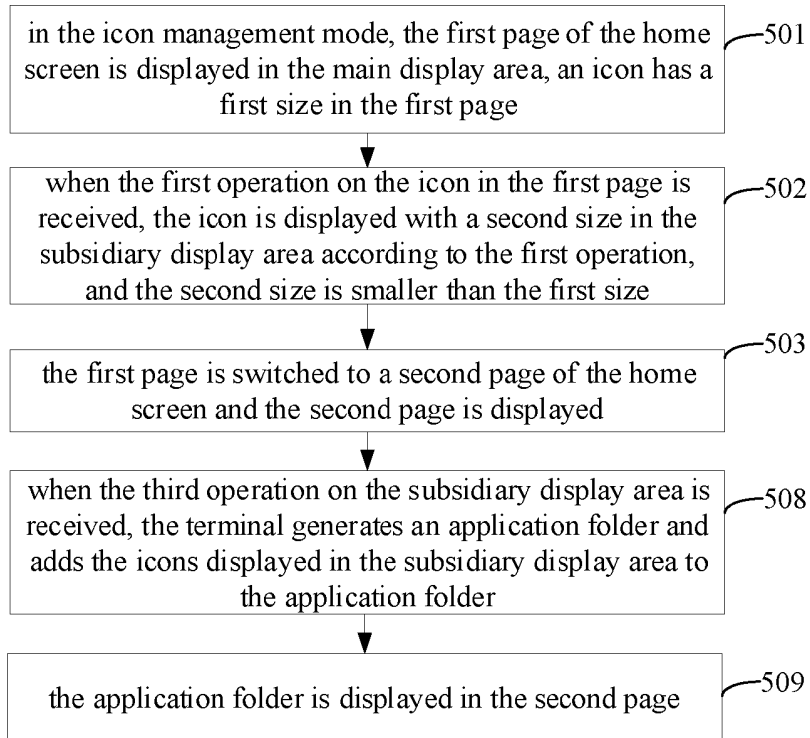 in the icon management mode, the first page of the home
screen is displayed in the main display area, an icon has a
first size in the first page
501
when the first operation on the icon in the first page is
received, the icon is displayed with a second size in the
subsidiary display area according to the first operation,
and the second size is smaller than the first size
502
the first page is switched to a second page of the home
screen and the second page is displayed
503
when the third operation on the subsidiary display area is
received, the terminal generates an application folder and
adds the icons displayed in the subsidiary display area to
the application folder
508
the application folder is displayed in the second page
509